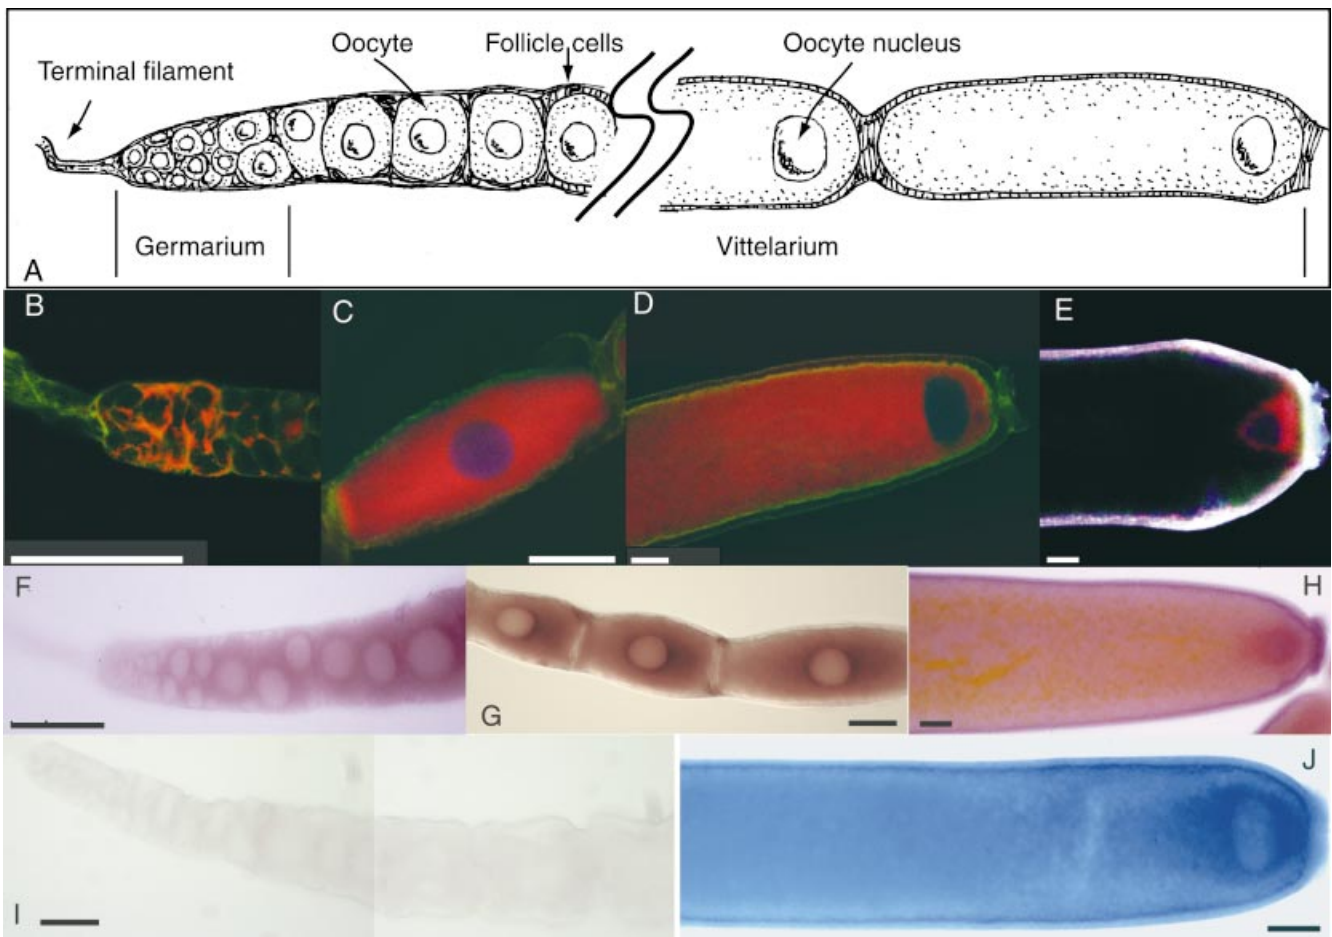 Oocyte
Follicle cells
Oocyte nucleus
Terminal filament
Germarium
Vittelarium
A
B
C
D
E
F
G
H
I
J